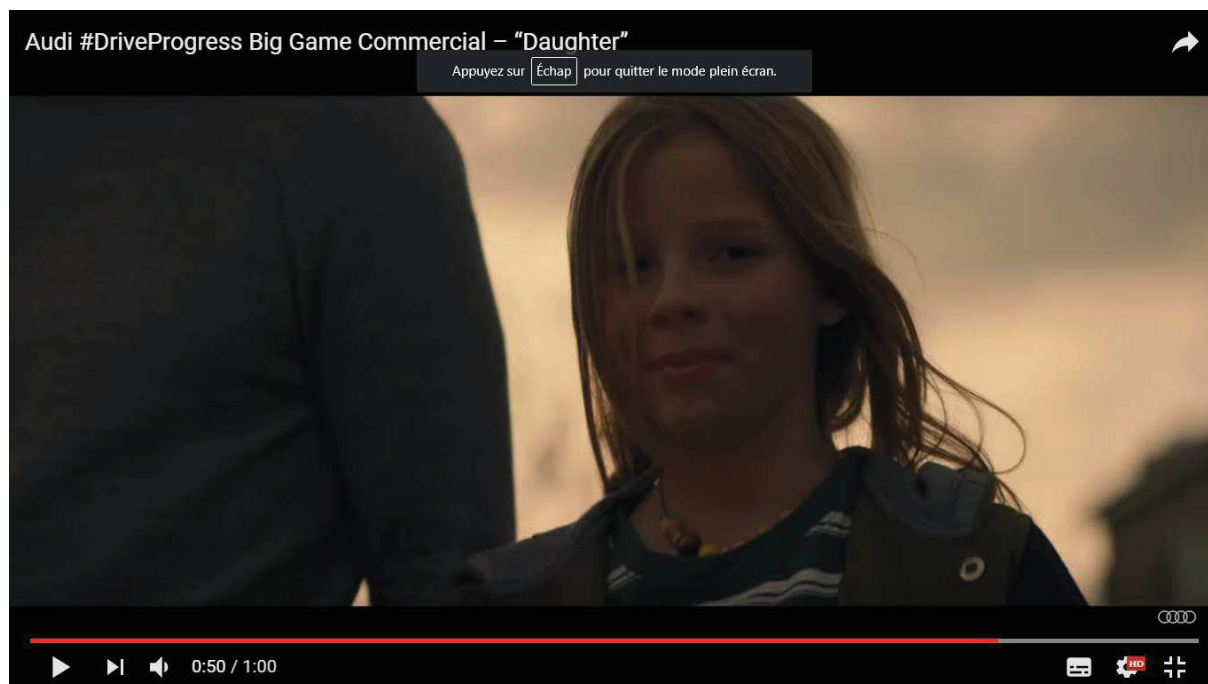 Audi #DriveProgress Big Game Commercial – “Daughter”
Appuyez sur Échap pour quitter le mode plein écran.
0:50 / 1:00
HD